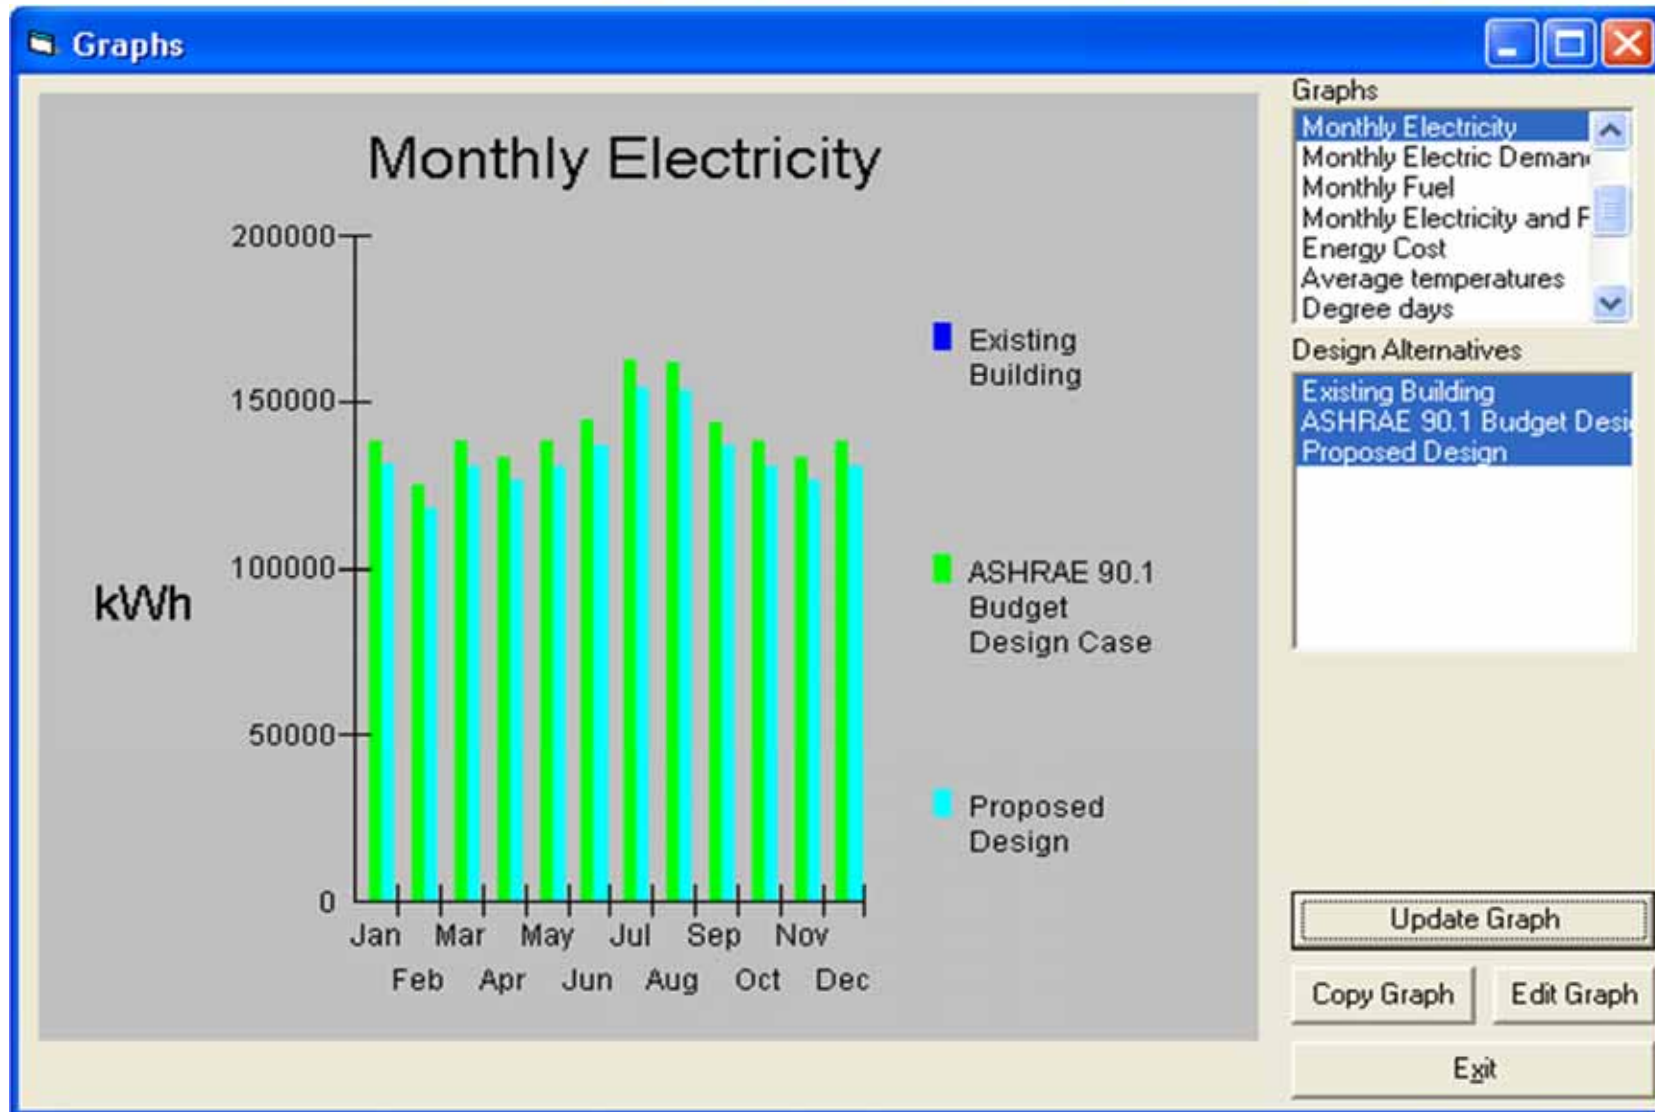 Graphs
Monthly Electricity
200000
150000
100000
50000
0
kWh
Jan Mar May Jul Sep Nov
Feb Apr Jun Aug Oct Dec
Existing
Building
ASHRAE 90.1
Budget
Design Case
Proposed
Design
Graphs
Monthly Electricity
Monthly Electric Deman
Monthly Fuel
Monthly Electricity and F
Energy Cost
Average temperatures
Degree days
Design Alternatives
Existing Building
ASHRAE 90.1 Budget Desi
Proposed Design
Update Graph
Copy Graph Edit Graph
Exit